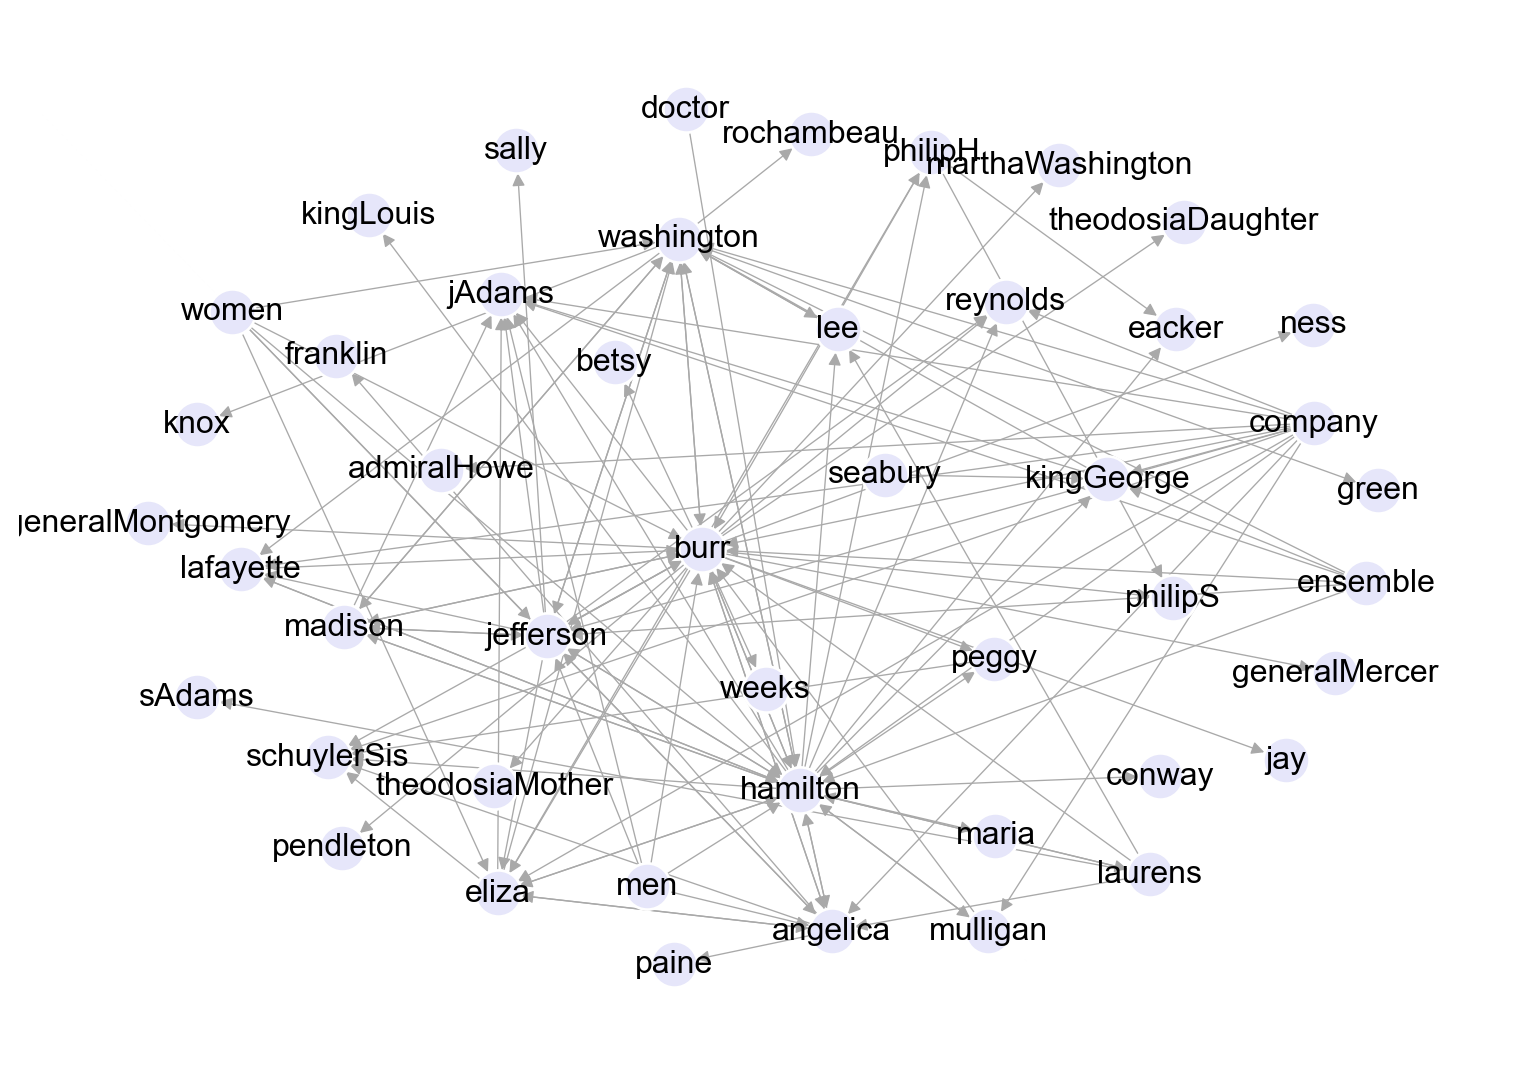 doctor
rochambeau
sally
philipH
marthaWashington
kingLouis
theodosiaDaughter
washington
jAdams
reynolds
women
lee
eacker
ness
franklin
betsy
knox
company
admiralHowe
seabury
kingGeorge
green
generalMontgomery
burr
lafayette
ensemble
philipS
madison
jefferson
peggy
generalMercer
weeks
sAdams
schuylerSis
jay
conway
theodosiaMother
hamilton
maria
pendleton
laurens
men
eliza
angelica
mulligan
paine